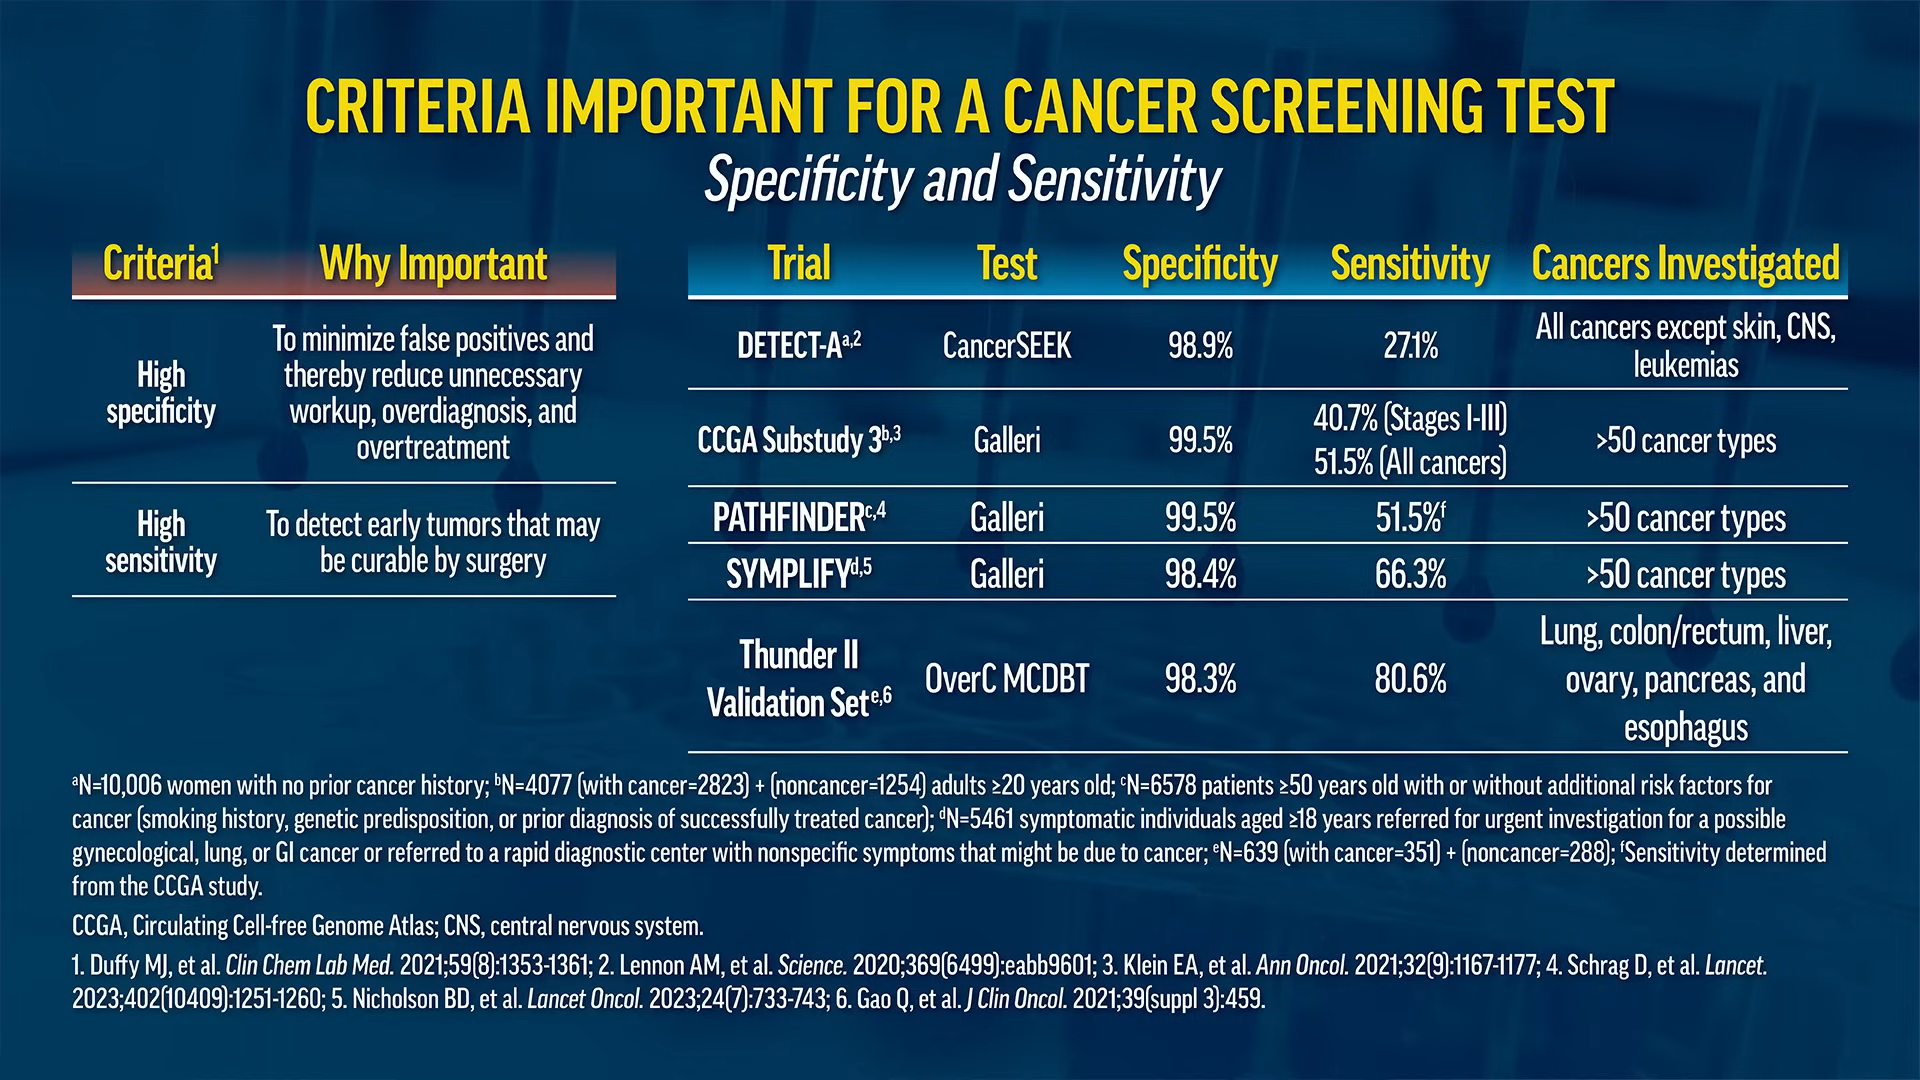 CRITERIA IMPORTANT FOR A CANCER SCREENING TEST
Specificity and Sensitivity
Criteria¹ Why Important
High specificity
To minimize false positives and
thereby reduce unnecessary
workup, overdiagnosis, and
overtreatment
High sensitivity
To detect early tumors that may
be curable by surgery
Trial Test Specificity Sensitivity Cancers Investigated
DETECT-Aᵃ,² CancerSEEK 98.9% 27.1% All cancers except skin, CNS,
leukemias
CCGA Substudy 3ᵇ,³ Galleri 99.5% 40.7% (Stages I-III)
51.5% (All cancers)
>50 cancer types
PATHFINDERᶜ,⁴ Galleri 99.5% 51.5%ᶠ >50 cancer types
SYMPLIFYᵈ,⁵ Galleri 98.4% 66.3% >50 cancer types
Thunder II
Validation Setᵉ,⁶
OverC MCDBT 98.3% 80.6%
Lung, colon/rectum, liver,
ovary, pancreas, and
esophagus
ᵃN=10,006 women with no prior cancer history; ᵇN=4077 (with cancer=2823) + (noncancer=1254) adults ≥20 years old; ᶜN=6578 patients ≥50 years old with or without additional risk factors for
cancer (smoking history, genetic predisposition, or prior diagnosis of successfully treated cancer); ᵈN=5461 symptomatic individuals aged ≥18 years referred for urgent investigation for a possible
gynecological, lung, or GI cancer or referred to a rapid diagnostic center with nonspecific symptoms that might be due to cancer; ᵉN=639 (with cancer=351) + (noncancer=288); ᶠSensitivity determined
from the CCGA study.
CCGA, Circulating Cell-free Genome Atlas; CNS, central nervous system.
1. Duffy MJ, et al. Clin Chem Lab Med. 2021;59(8):1353-1361; 2. Lennon AM, et al. Science. 2020;369(6499):eabb9601; 3. Klein EA, et al. Ann Oncol. 2021;32(9):1167-1177; 4. Schrag D, et al. Lancet.
2023;402(10409):1251-1260; 5. Nicholson BD, et al. Lancet Oncol. 2023;24(7):733-743; 6. Gao Q, et al. J Clin Oncol. 2021;39(suppl 3):459.